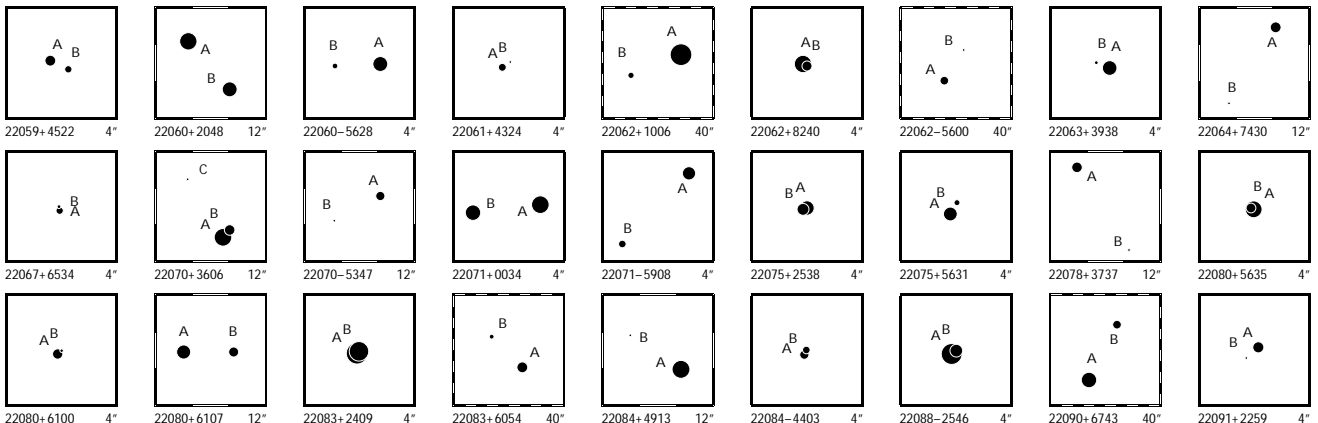 A B A B B A A B B A A B B A B A A B
22059+4522 4″ 22060+2048 12″ 22060−5628 4″ 22061+4324 4″ 22062+1006 40″ 22062+8240 4″ 22062−5600 40″ 22063+3938 4″ 22064+7430 12″
B A C B A A B B A A B B A B A A B B A
22067+6534 4″ 22070+3606 12″ 22070−5347 12″ 22071+0034 4″ 22071−5908 4″ 22075+2538 4″ 22075+5631 4″ 22078+3737 12″ 22080+5635 4″
A B A B A B B A B A B A A B B A A B
22080+6100 4″ 22080+6107 12″ 22083+2409 4″ 22083+6054 40″ 22084+4913 12″ 22084−4403 4″ 22088−2546 4″ 22090+6743 40″ 22091+2259 4″